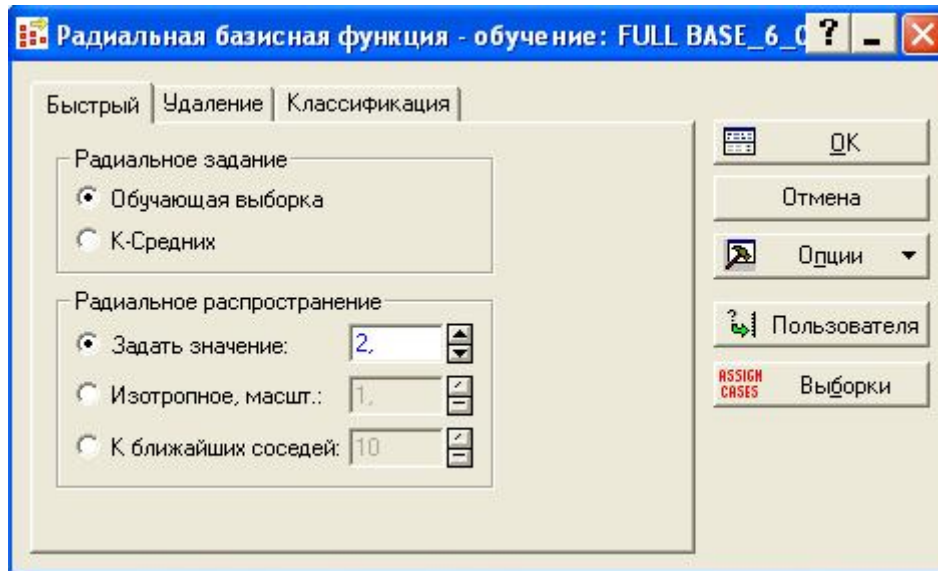 Радиальная базисная функция - обучение: FULL BASE_6_0
Быстрый Удаление Классификация
Радиальное задание
Обучающая выборка
К-Средних
Радиальное распространение
Задать значение: 2,
Изотропное, масшт.: 1,
К ближайших соседей: 10
OK
Отмена
Опции
Пользователя
ASSIGN CASES Выборки